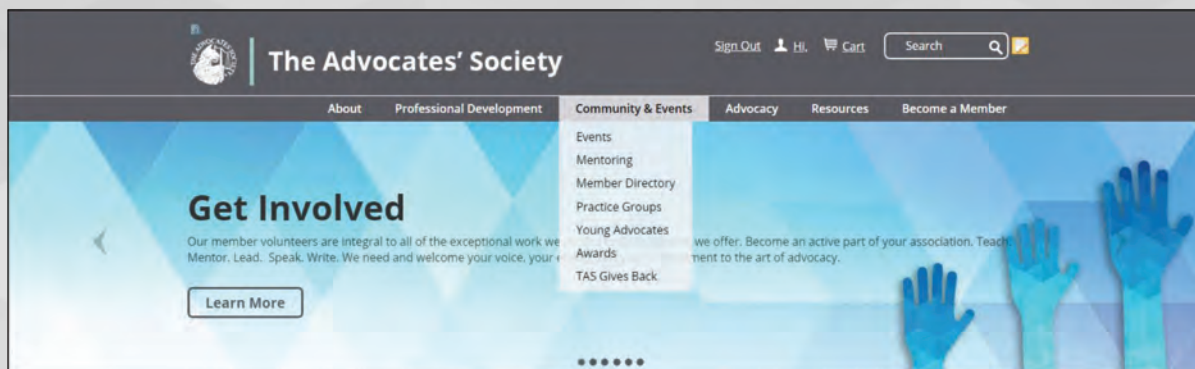 THE ADVOCATES' SOCIETY
The Advocates' Society
Sign Out Hi, Cart Search
About Professional Development Community & Events Advocacy Resources Become a Member
Events
Mentoring
Member Directory
Practice Groups
Young Advocates
Awards
TAS Gives Back
Get Involved
Our member volunteers are integral to all of the exceptional work we we offer. Become an active part of your association. Teach.
Mentor. Lead. Speak. Write. We need and welcome your voice, your ment to the art of advocacy.
Learn More